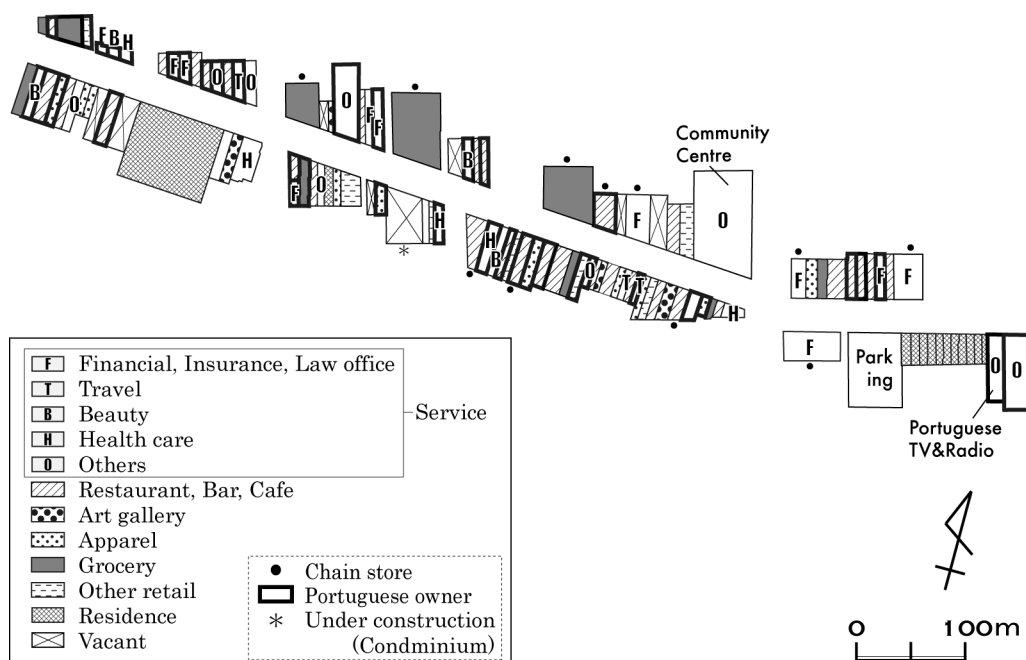 F B H
F F O T O
B O
O F F
H
F O
B
H
Community
Centre
F
O
H
B
O
T T
H
F
F
F
F
Park
ing
O
O
Portuguese
TV&Radio
F Financial, Insurance, Law office
T Travel
B Beauty
Service
H Health care
O Others
Restaurant, Bar, Cafe
Art gallery
Apparel
Grocery
Other retail
Residence
Vacant
Chain store
Portuguese owner
* Under construction
(Condminium)
0 100m